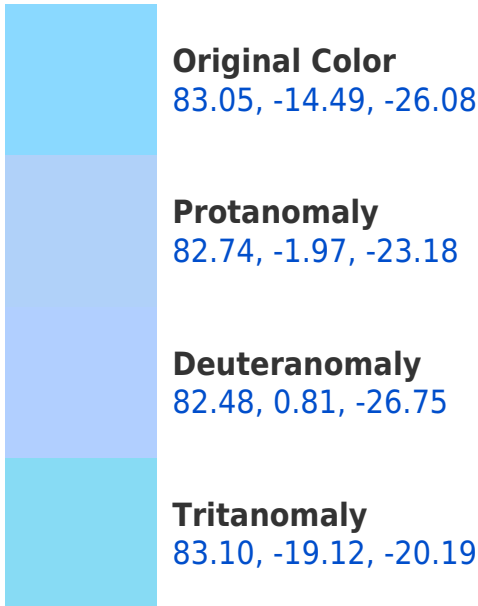 Original Color
83.05, -14.49, -26.08
Protanomaly
82.74, -1.97, -23.18
Deuteranomaly
82.48, 0.81, -26.75
Tritanomaly
83.10, -19.12, -20.19